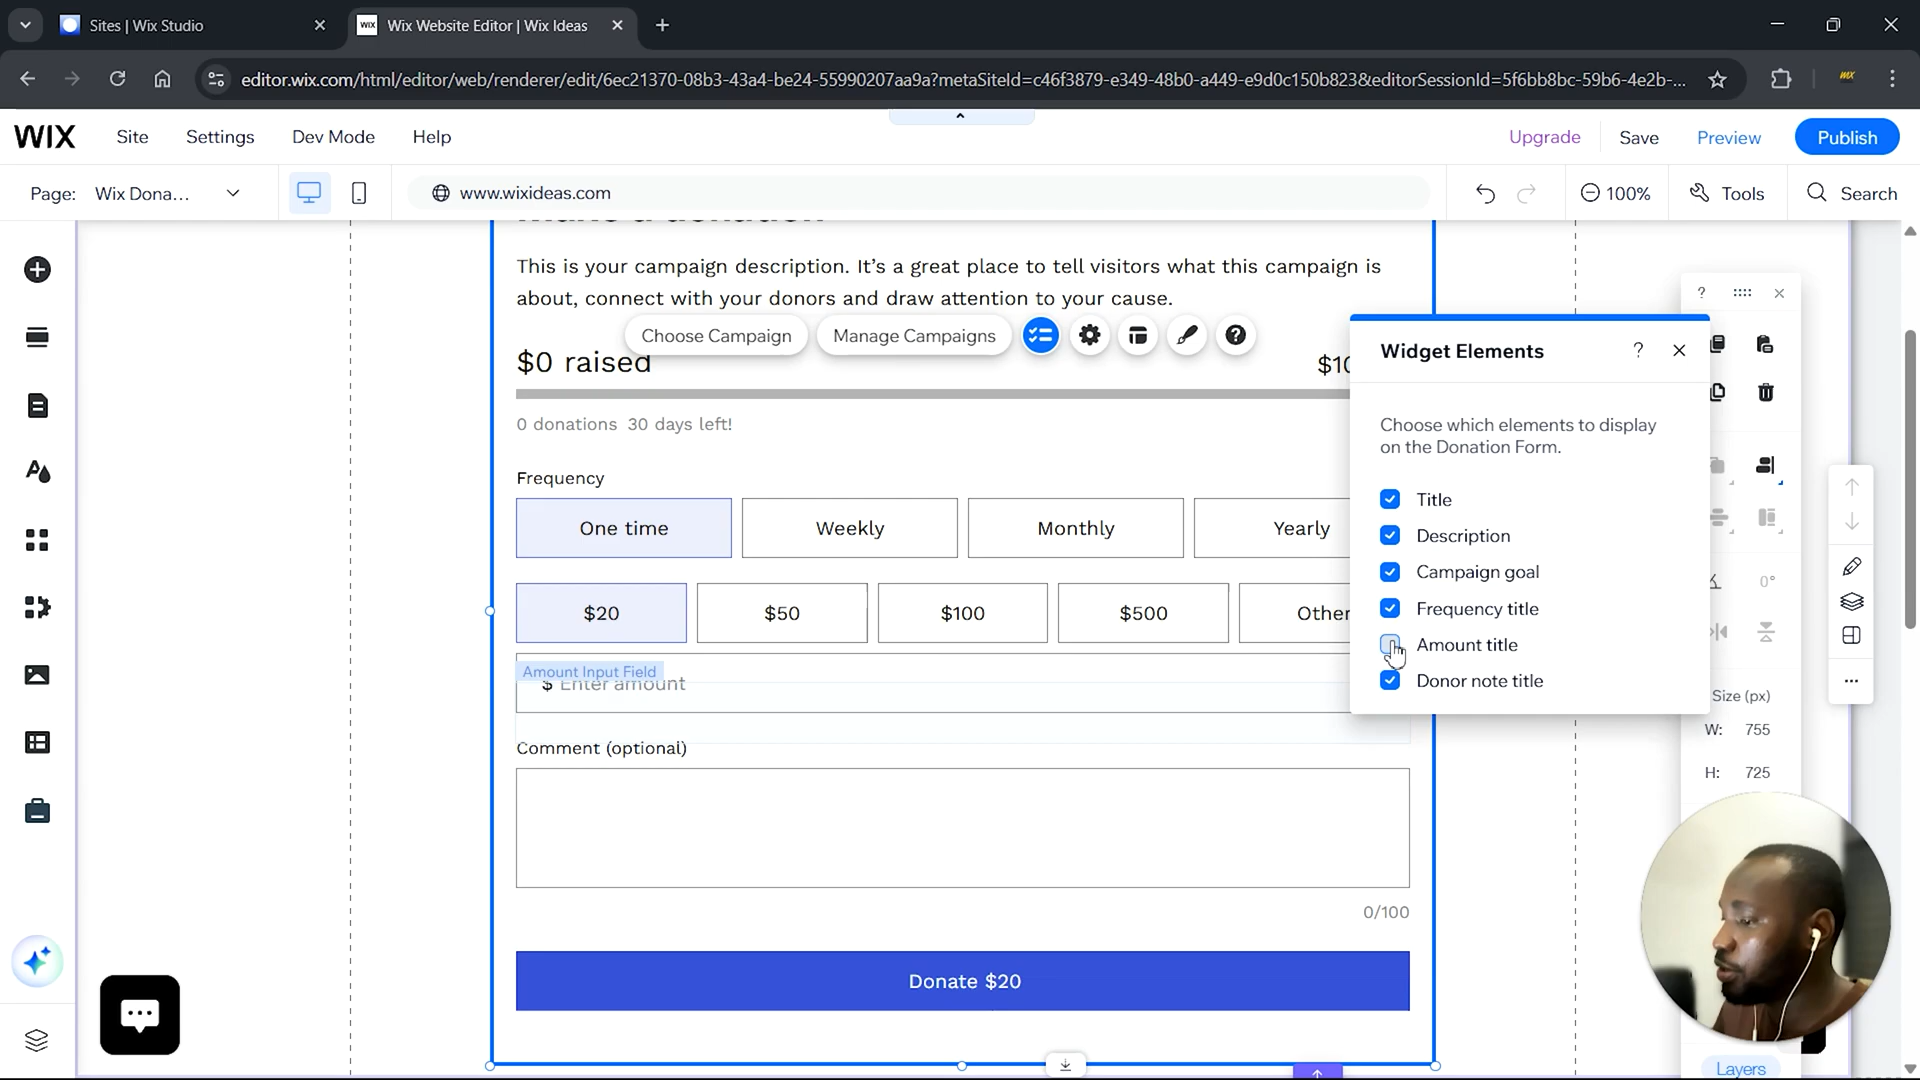 Sites | Wix Studio
WIX
Wix Website Editor | Wix Ideas
editor.wix.com/html/editor/web/renderer/edit/6ec21370-08b3-43a4-be24-55990207aa9a?metaSiteId=c46f3879-e349-48b0-a449-e9d0c150b823&editorSessionId=5f6bb8bc-59b6-4e2b-...
WIX
WIX
Site
Settings
Dev Mode
Help
Upgrade
Save
Preview
Publish
Page: Wix Dona...
www.wixideas.com
100%
Tools
Search
This is your campaign description. It's a great place to tell visitors what this campaign is
about, connect with your donors and draw attention to your cause.
Choose Campaign
Manage Campaigns
$0 raised
0 donations 30 days left!
Frequency
One time
Weekly
Monthly
Yearly
$20
$50
$100
$500
Other
Amount Input Field
$ Enter amount
Comment (optional)
0/100
Donate $20
Widget Elements
?
Choose which elements to display
on the Donation Form.
Title
Description
Campaign goal
Frequency title
Amount title
Donor note title
?
0°
Size (px)
W: 755
H: 725
Layers